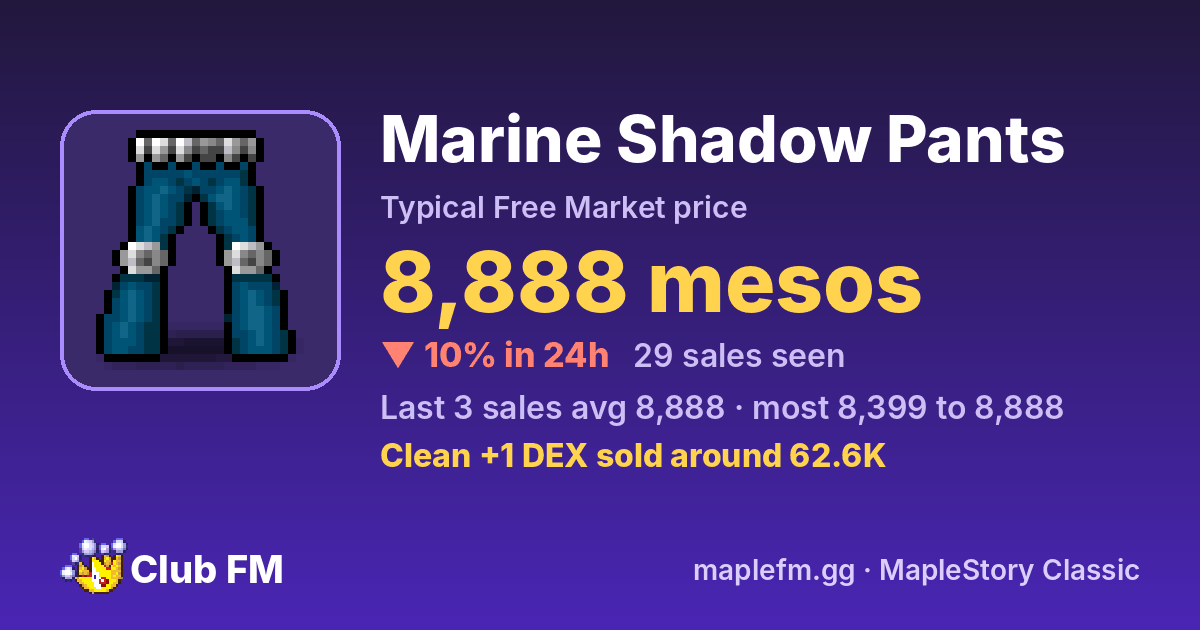 Marine Shadow Pants
Typical Free Market price
8,888 mesos
▼ 10% in 24h 29 sales seen
Last 3 sales avg 8,888 · most 8,399 to 8,888
Clean +1 DEX sold around 62.6K
Club FM
maplefm.gg · MapleStory Classic